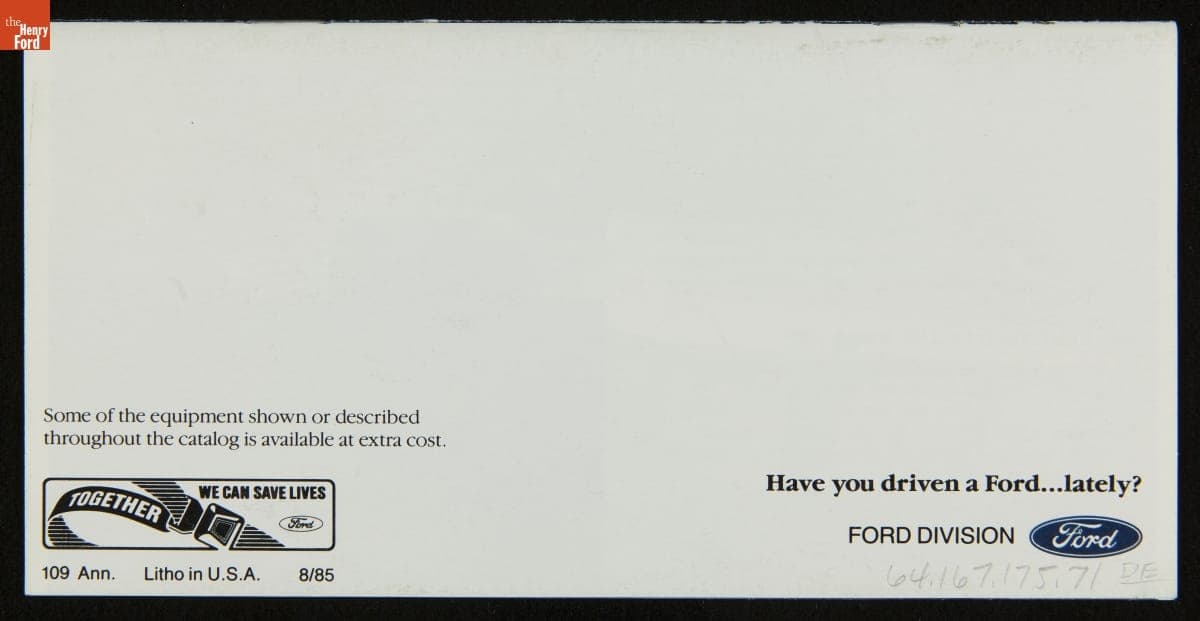 the
Henry
Ford
Some of the equipment shown or described
throughout the catalog is available at extra cost.
TOGETHER
WE CAN SAVE LIVES
Ford
109 Ann. Litho in U.S.A. 8/85
Have you driven a Ford...lately?
FORD DIVISION Ford
64.167.175.71 DE